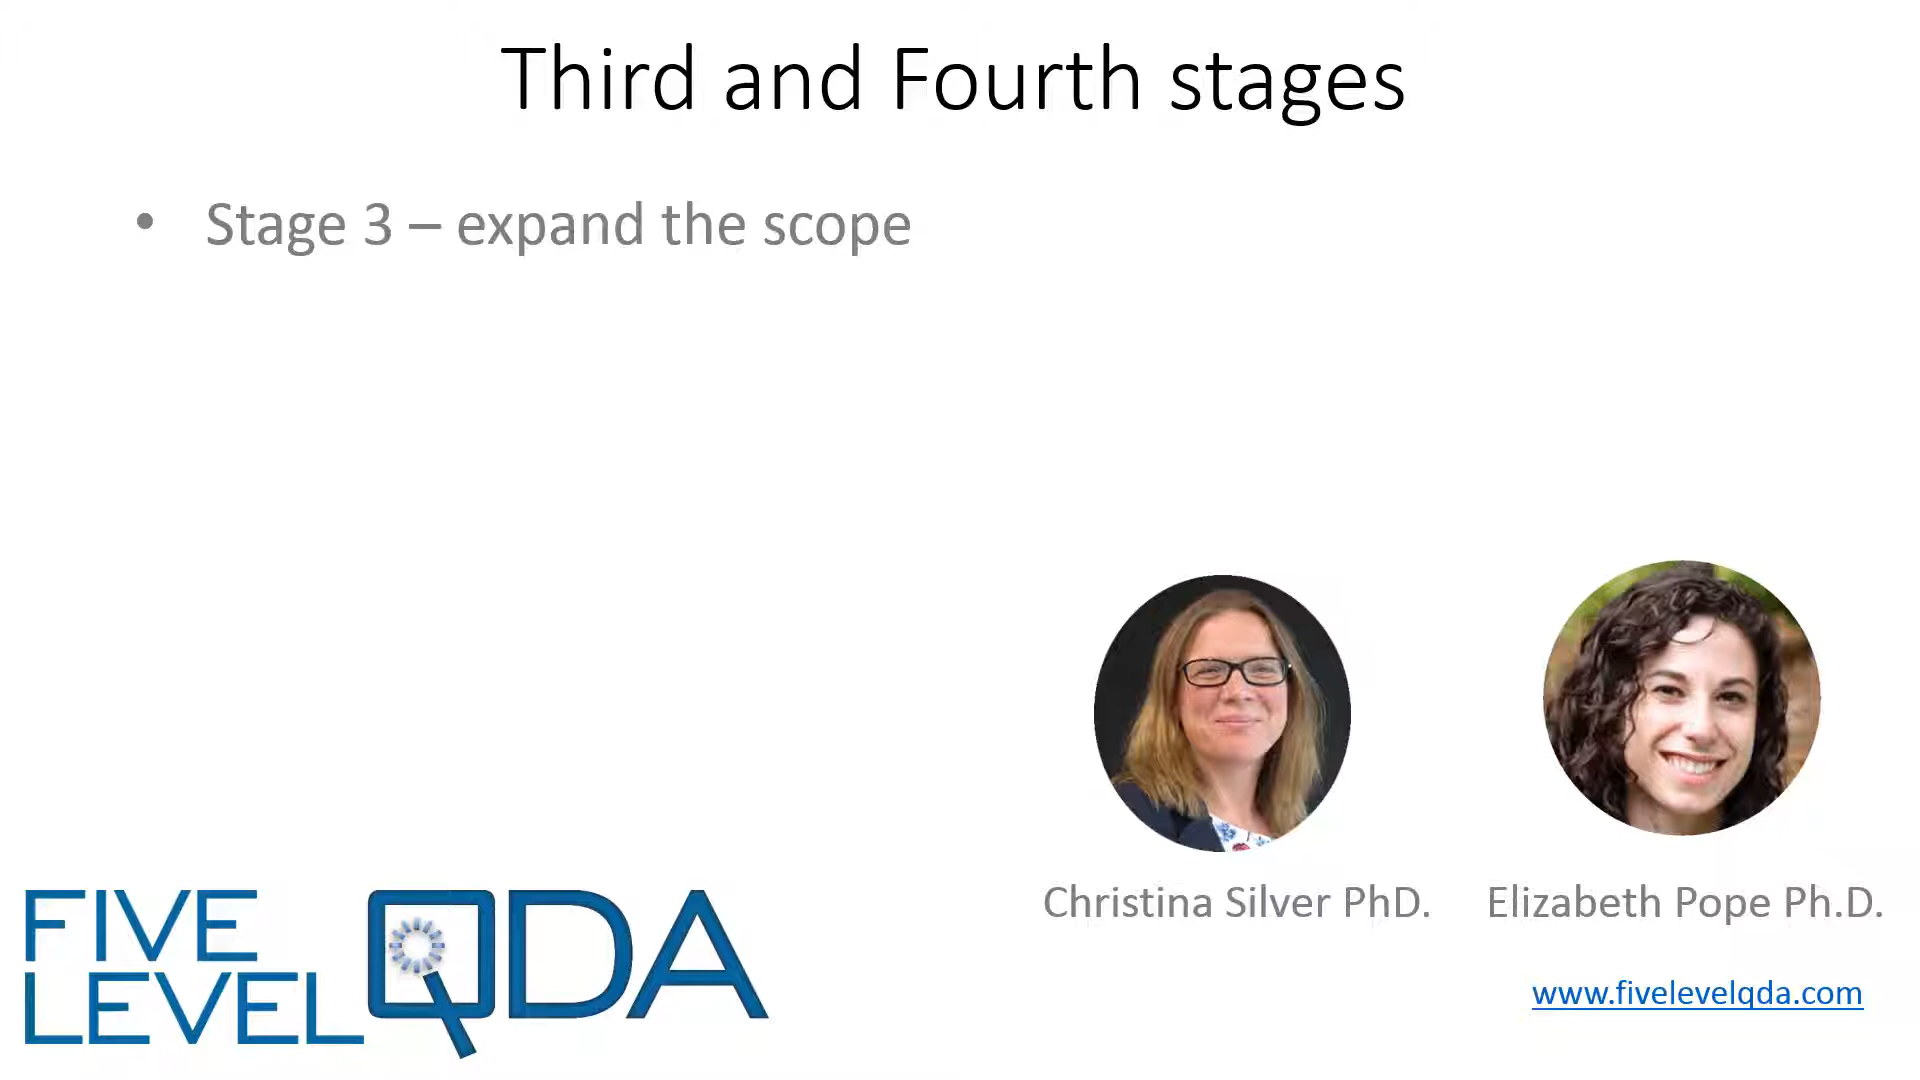 Third and Fourth stages
• Stage 3 – expand the scope
Christina Silver PhD.
Elizabeth Pope Ph.D.
FIVE LEVEL QDA
www.fivelevelqda.com